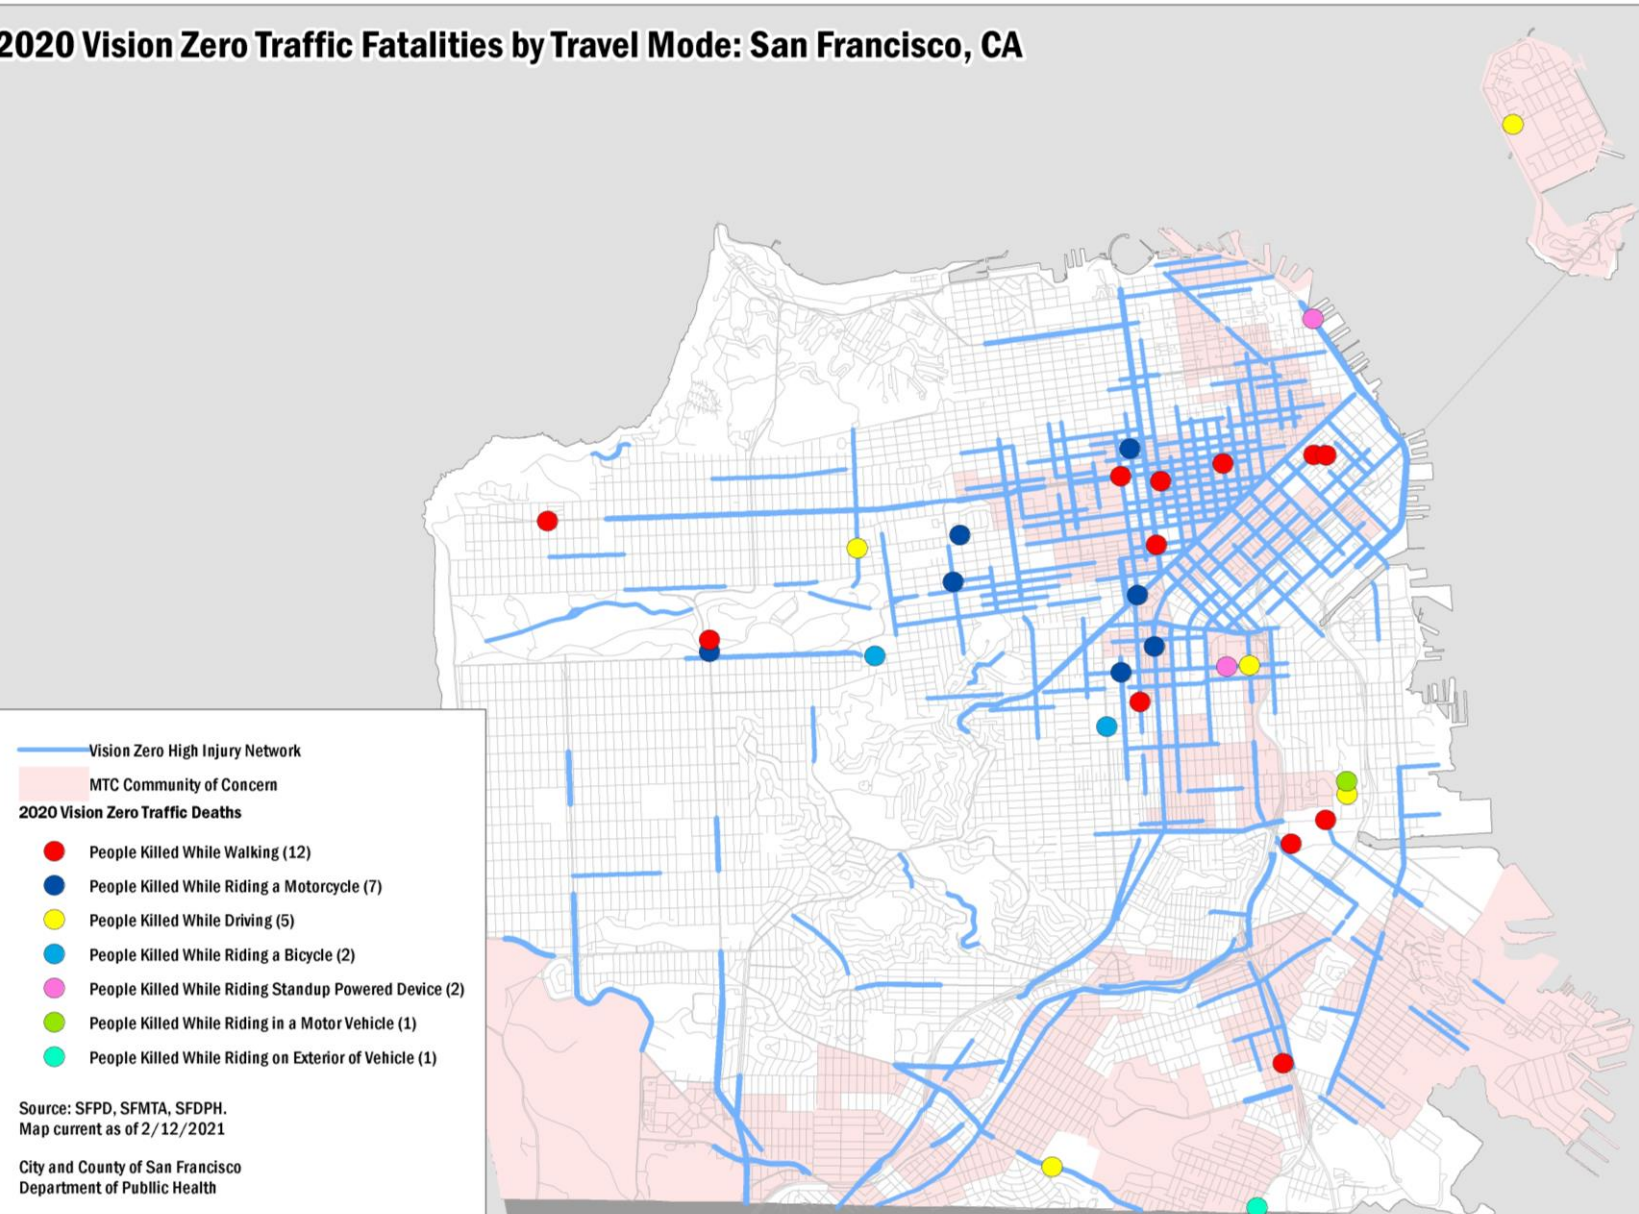 2020 Vision Zero Traffic Fatalities by Travel Mode: San Francisco, CA
Vision Zero High Injury Network
MTC Community of Concern
2020 Vision Zero Traffic Deaths
People Killed While Walking (12)
People Killed While Riding a Motorcycle (7)
People Killed While Driving (5)
People Killed While Riding a Bicycle (2)
People Killed While Riding Standup Powered Device (2)
People Killed While Riding in a Motor Vehicle (1)
People Killed While Riding on Exterior of Vehicle (1)
Source: SFPD, SFMTA, SFDPH.
Map current as of 2/12/2021
City and County of San Francisco
Department of Publlic Health